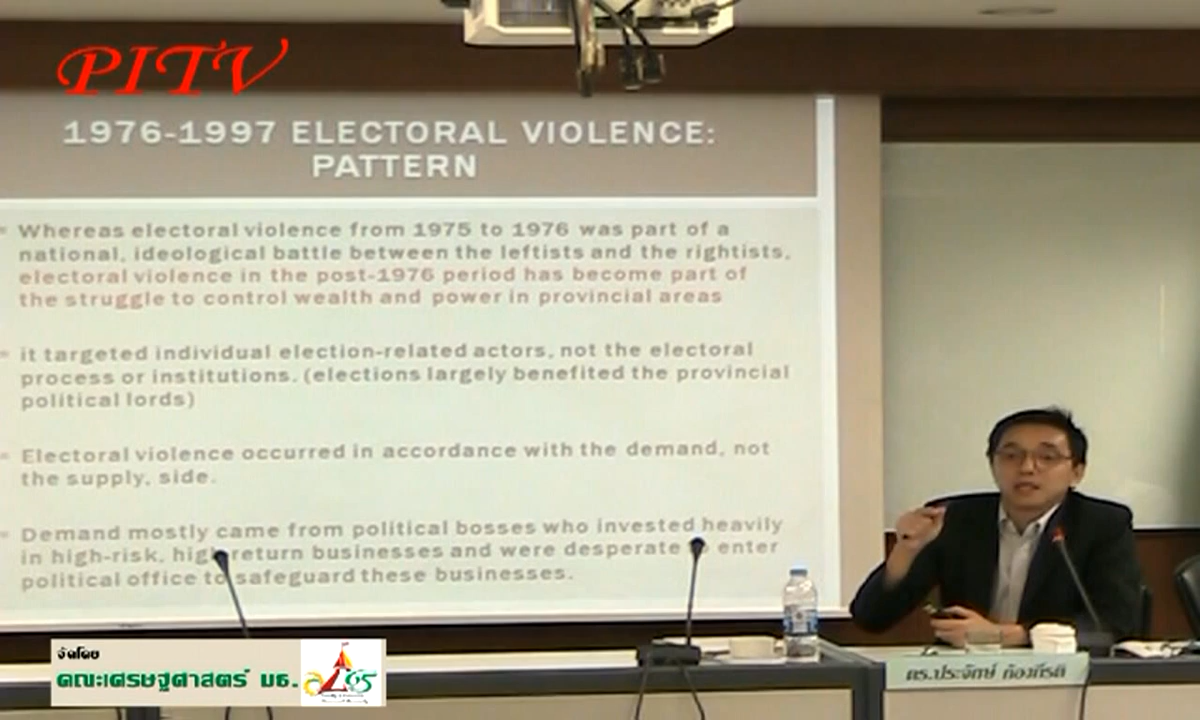 PITV
1976-1997 ELECTORAL VIOLENCE:
PATTERN
Whereas electoral violence from 1975 to 1976 was part of a
national, ideological battle between the leftists and the rightists,
electoral violence in the post-1976 period has become part of
the struggle to control wealth and power in provincial areas
it targeted individual election-related actors, not the electoral
process or institutions. (elections largely benefited the provincial
political lords)
Electoral violence occurred in accordance with the demand, not
the supply, side.
Demand mostly came from political bosses who invested heavily
in high-risk, high-return businesses and were desperate to enter
political office to safeguard these businesses.
ดร.ประจักษ์ ก้องกีรติ
จัดโดย
คณะเศรษฐศาสตร์ มธ.